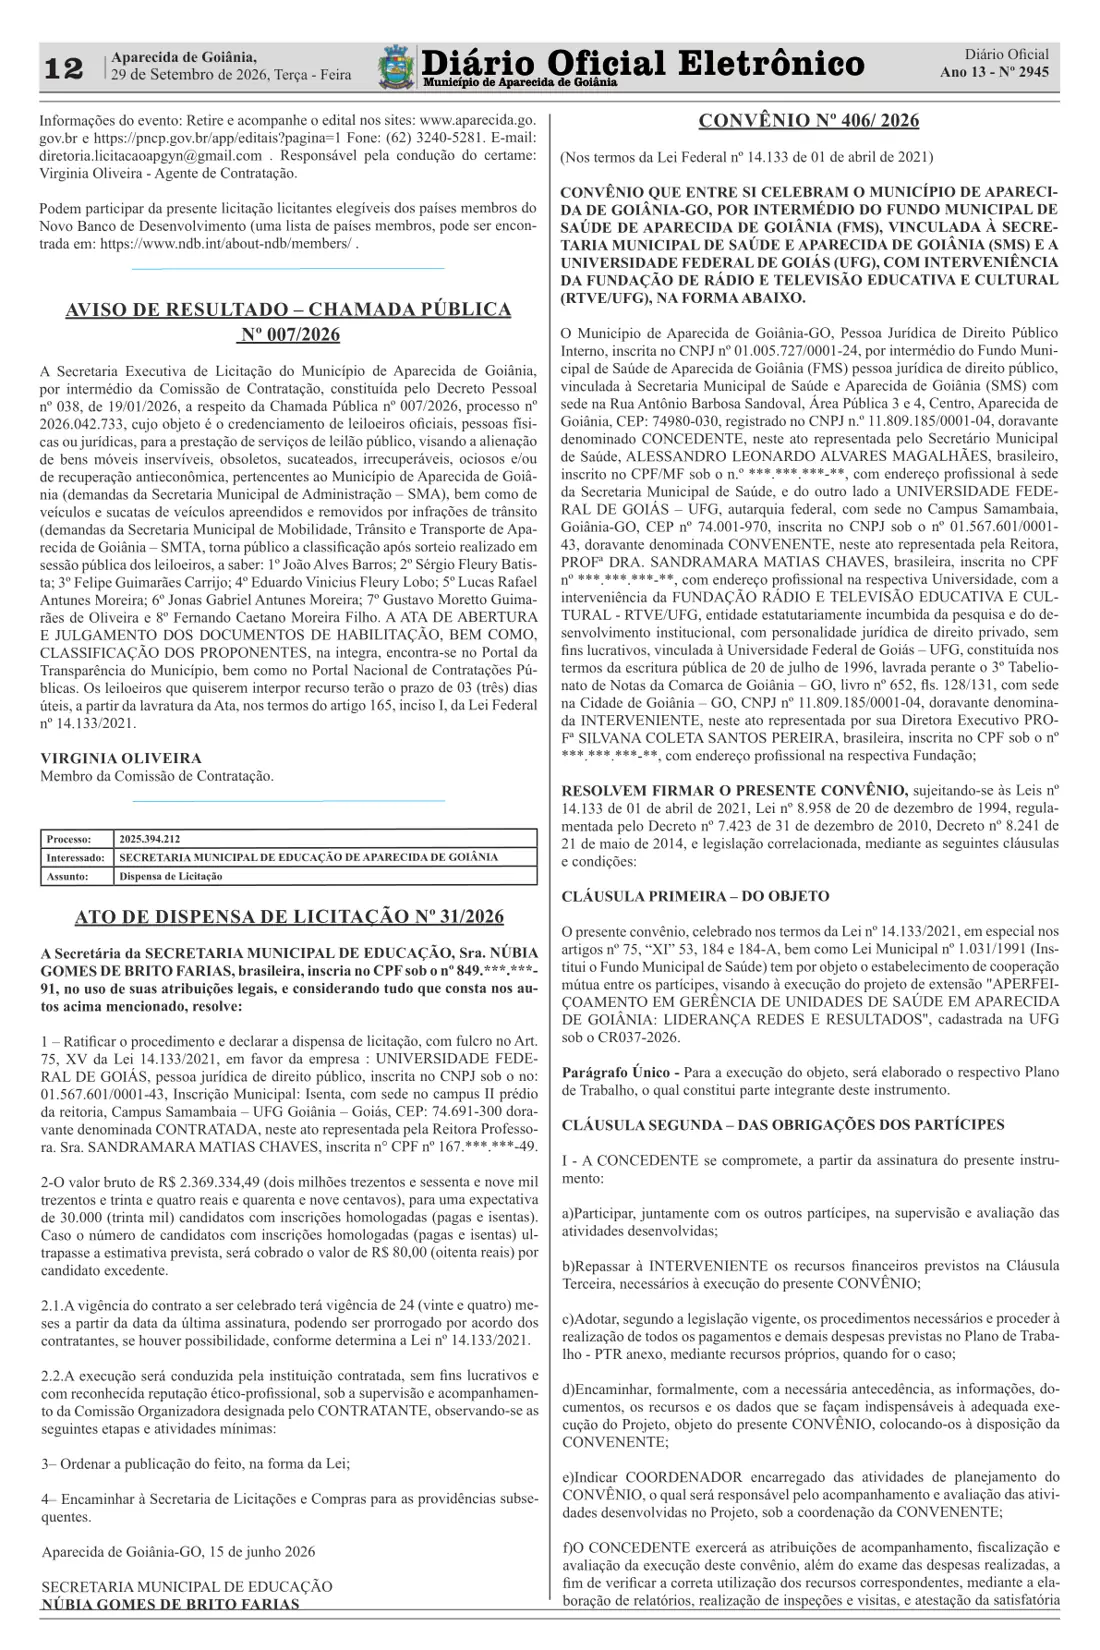 12
Aparecida de Goiânia,
29 de Setembro de 2026, Terça - Feira
Diário Oficial Eletrônico
Município de Aparecida de Goiânia
Diário Oficial
Ano 13 - Nº 2945
Informações do evento: Retire e acompanhe o edital nos sites: www.aparecida.go.
gov.br e https://pncp.gov.br/app/editais?pagina=1 Fone: (62) 3240-5281. E-mail:
diretoria.licitacaoapgyn@gmail.com . Responsável pela condução do certame:
Virginia Oliveira - Agente de Contratação.
Podem participar da presente licitação licitantes elegíveis dos países membros do
Novo Banco de Desenvolvimento (uma lista de países membros, pode ser encon-
trada em: https://www.ndb.int/about-ndb/members/ .
AVISO DE RESULTADO – CHAMADA PÚBLICA
Nº 007/2026
A Secretaria Executiva de Licitação do Município de Aparecida de Goiânia,
por intermédio da Comissão de Contratação, constituída pelo Decreto Pessoal
nº 038, de 19/01/2026, a respeito da Chamada Pública nº 007/2026, processo nº
2026.042.733, cujo objeto é o credenciamento de leiloeiros oficiais, pessoas físi-
cas ou jurídicas, para a prestação de serviços de leilão público, visando a alienação
de bens móveis inservíveis, obsoletos, sucateados, irrecuperáveis, ociosos e/ou
de recuperação antieconômica, pertencentes ao Município de Aparecida de Goiâ-
nia (demandas da Secretaria Municipal de Administração – SMA), bem como de
veículos e sucatas de veículos apreendidos e removidos por infrações de trânsito
(demandas da Secretaria Municipal de Mobilidade, Trânsito e Transporte de Apa-
recida de Goiânia – SMTA, torna público a classificação após sorteio realizado em
sessão pública dos leiloeiros, a saber: 1º João Alves Barros; 2º Sérgio Fleury Batis-
ta; 3º Felipe Guimarães Carrijo; 4º Eduardo Vinicius Fleury Lobo; 5º Lucas Rafael
Antunes Moreira; 6º Jonas Gabriel Antunes Moreira; 7º Gustavo Moretto Guima-
rães de Oliveira e 8º Fernando Caetano Moreira Filho. A ATA DE ABERTURA
E JULGAMENTO DOS DOCUMENTOS DE HABILITAÇÃO, BEM COMO,
CLASSIFICAÇÃO DOS PROPONENTES, na integra, encontra-se no Portal da
Transparência do Município, bem como no Portal Nacional de Contratações Pú-
blicas. Os leiloeiros que quiserem interpor recurso terão o prazo de 03 (três) dias
úteis, a partir da lavratura da Ata, nos termos do artigo 165, inciso I, da Lei Federal
nº 14.133/2021.
VIRGINIA OLIVEIRA
Membro da Comissão de Contratação.
Processo: 2025.394.212
Interessado: SECRETARIA MUNICIPAL DE EDUCAÇÃO DE APARECIDA DE GOIÂNIA
Assunto: Dispensa de Licitação
ATO DE DISPENSA DE LICITAÇÃO Nº 31/2026
A Secretária da SECRETARIA MUNICIPAL DE EDUCAÇÃO, Sra. NÚBIA
GOMES DE BRITO FARIAS, brasileira, inscria no CPF sob o nº 849.***.***-
91, no uso de suas atribuições legais, e considerando tudo que consta nos au-
tos acima mencionado, resolve:
1 – Ratificar o procedimento e declarar a dispensa de licitação, com fulcro no Art.
75, XV da Lei 14.133/2021, em favor da empresa : UNIVERSIDADE FEDE-
RAL DE GOIÁS, pessoa jurídica de direito público, inscrita no CNPJ sob o no:
01.567.601/0001-43, Inscrição Municipal: Isenta, com sede no campus II prédio
da reitoria, Campus Samambaia – UFG Goiânia – Goiás, CEP: 74.691-300 dora-
vante denominada CONTRATADA, neste ato representada pela Reitora Professo-
ra. Sra. SANDRAMARA MATIAS CHAVES, inscrita n° CPF nº 167.***.***-49.
2-O valor bruto de R$ 2.369.334,49 (dois milhões trezentos e sessenta e nove mil
trezentos e trinta e quatro reais e quarenta e nove centavos), para uma expectativa
de 30.000 (trinta mil) candidatos com inscrições homologadas (pagas e isentas).
Caso o número de candidatos com inscrições homologadas (pagas e isentas) ul-
trapasse a estimativa prevista, será cobrado o valor de R$ 80,00 (oitenta reais) por
candidato excedente.
2.1.A vigência do contrato a ser celebrado terá vigência de 24 (vinte e quatro) me-
ses a partir da data da última assinatura, podendo ser prorrogado por acordo dos
contratantes, se houver possibilidade, conforme determina a Lei nº 14.133/2021.
2.2.A execução será conduzida pela instituição contratada, sem fins lucrativos e
com reconhecida reputação ético-profissional, sob a supervisão e acompanhamen-
to da Comissão Organizadora designada pelo CONTRATANTE, observando-se as
seguintes etapas e atividades mínimas:
3– Ordenar a publicação do feito, na forma da Lei;
4– Encaminhar à Secretaria de Licitações e Compras para as providências subse-
quentes.
Aparecida de Goiânia-GO, 15 de junho 2026
SECRETARIA MUNICIPAL DE EDUCAÇÃO
NÚBIA GOMES DE BRITO FARIAS
CONVÊNIO Nº 406/ 2026
(Nos termos da Lei Federal nº 14.133 de 01 de abril de 2021)
CONVÊNIO QUE ENTRE SI CELEBRAM O MUNICÍPIO DE APARECI-
DA DE GOIÂNIA-GO, POR INTERMÉDIO DO FUNDO MUNICIPAL DE
SAÚDE DE APARECIDA DE GOIÂNIA (FMS), VINCULADA À SECRE-
TARIA MUNICIPAL DE SAÚDE E APARECIDA DE GOIÂNIA (SMS) E A
UNIVERSIDADE FEDERAL DE GOIÁS (UFG), COM INTERVENIÊNCIA
DA FUNDAÇÃO DE RÁDIO E TELEVISÃO EDUCATIVA E CULTURAL
(RTVE/UFG), NA FORMA ABAIXO.
O Município de Aparecida de Goiânia-GO, Pessoa Jurídica de Direito Público
Interno, inscrita no CNPJ nº 01.005.727/0001-24, por intermédio do Fundo Muni-
cipal de Saúde de Aparecida de Goiânia (FMS) pessoa jurídica de direito público,
vinculada à Secretaria Municipal de Saúde e Aparecida de Goiânia (SMS) com
sede na Rua Antônio Barbosa Sandoval, Área Pública 3 e 4, Centro, Aparecida de
Goiânia, CEP: 74980-030, registrado no CNPJ n.º 11.809.185/0001-04, doravante
denominado CONCEDENTE, neste ato representado pelo Secretário Municipal
de Saúde, ALESSANDRO LEONARDO ALVARES MAGALHÃES, brasileiro,
inscrito no CPF/MF sob o n.º ***.***.***-**, com endereço profissional à sede
da Secretaria Municipal de Saúde, e do outro lado a UNIVERSIDADE FEDE-
RAL DE GOIÁS – UFG, autarquia federal, com sede no Campus Samambaia,
Goiânia-GO, CEP nº 74.001-970, inscrita no CNPJ sob o nº 01.567.601/0001-
43, doravante denominada CONVENENTE, neste ato representada pela Reitora,
PROFª DRA. SANDRAMARA MATIAS CHAVES, brasileira, inscrita no CPF
nº ***.***.***-**, com endereço profissional na respectiva Universidade, com a
interveniência da FUNDAÇÃO RÁDIO E TELEVISÃO EDUCATIVA E CUL-
TURAL - RTVE/UFG, entidade estatutariamente incumbida da pesquisa e do de-
senvolvimento institucional, com personalidade jurídica de direito privado, sem
fins lucrativos, vinculada à Universidade Federal de Goiás – UFG, constituída nos
termos da escritura pública de 20 de julho de 1996, lavrada perante o 3º Tabelio-
nato de Notas da Comarca de Goiânia – GO, livro nº 652, fls. 128/131, com sede
na Cidade de Goiânia – GO, CNPJ nº 11.809.185/0001-04, doravante denomina-
da INTERVENIENTE, neste ato representada por sua Diretora Executivo PRO-
Fª SILVANA COLETA SANTOS PEREIRA, brasileira, inscrita no CPF sob o nº
***.***.***-**, com endereço profissional na respectiva Fundação;
RESOLVEM FIRMAR O PRESENTE CONVÊNIO, sujeitando-se às Leis nº
14.133 de 01 de abril de 2021, Lei nº 8.958 de 20 de dezembro de 1994, regula-
mentada pelo Decreto nº 7.423 de 31 de dezembro de 2010, Decreto nº 8.241 de
21 de maio de 2014, e legislação correlacionada, mediante as seguintes cláusulas
e condições:
CLÁUSULA PRIMEIRA – DO OBJETO
O presente convênio, celebrado nos termos da Lei nº 14.133/2021, em especial nos
artigos nº 75, “XI” 53, 184 e 184-A, bem como Lei Municipal nº 1.031/1991 (Ins-
titui o Fundo Municipal de Saúde) tem por objeto o estabelecimento de cooperação
mútua entre os partícipes, visando à execução do projeto de extensão "APERFEI-
ÇOAMENTO EM GERÊNCIA DE UNIDADES DE SAÚDE EM APARECIDA
DE GOIÂNIA: LIDERANÇA REDES E RESULTADOS", cadastrada na UFG
sob o CR037-2026.
Parágrafo Único - Para a execução do objeto, será elaborado o respectivo Plano
de Trabalho, o qual constitui parte integrante deste instrumento.
CLÁUSULA SEGUNDA – DAS OBRIGAÇÕES DOS PARTÍCIPES
I - A CONCEDENTE se compromete, a partir da assinatura do presente instru-
mento:
a)Participar, juntamente com os outros partícipes, na supervisão e avaliação das
atividades desenvolvidas;
b)Repassar à INTERVENIENTE os recursos financeiros previstos na Cláusula
Terceira, necessários à execução do presente CONVÊNIO;
c)Adotar, segundo a legislação vigente, os procedimentos necessários e proceder à
realização de todos os pagamentos e demais despesas previstas no Plano de Traba-
lho - PTR anexo, mediante recursos próprios, quando for o caso;
d)Encaminhar, formalmente, com a necessária antecedência, as informações, do-
cumentos, os recursos e os dados que se façam indispensáveis à adequada exe-
cução do Projeto, objeto do presente CONVÊNIO, colocando-os à disposição da
CONVENENTE;
e)Indicar COORDENADOR encarregado das atividades de planejamento do
CONVÊNIO, o qual será responsável pelo acompanhamento e avaliação das ativi-
dades desenvolvidas no Projeto, sob a coordenação da CONVENENTE;
f)O CONCEDENTE exercerá as atribuições de acompanhamento, fiscalização e
avaliação da execução deste convênio, além do exame das despesas realizadas, a
fim de verificar a correta utilização dos recursos correspondentes, mediante a ela-
boração de relatórios, realização de inspeções e visitas, e atestação da satisfatória